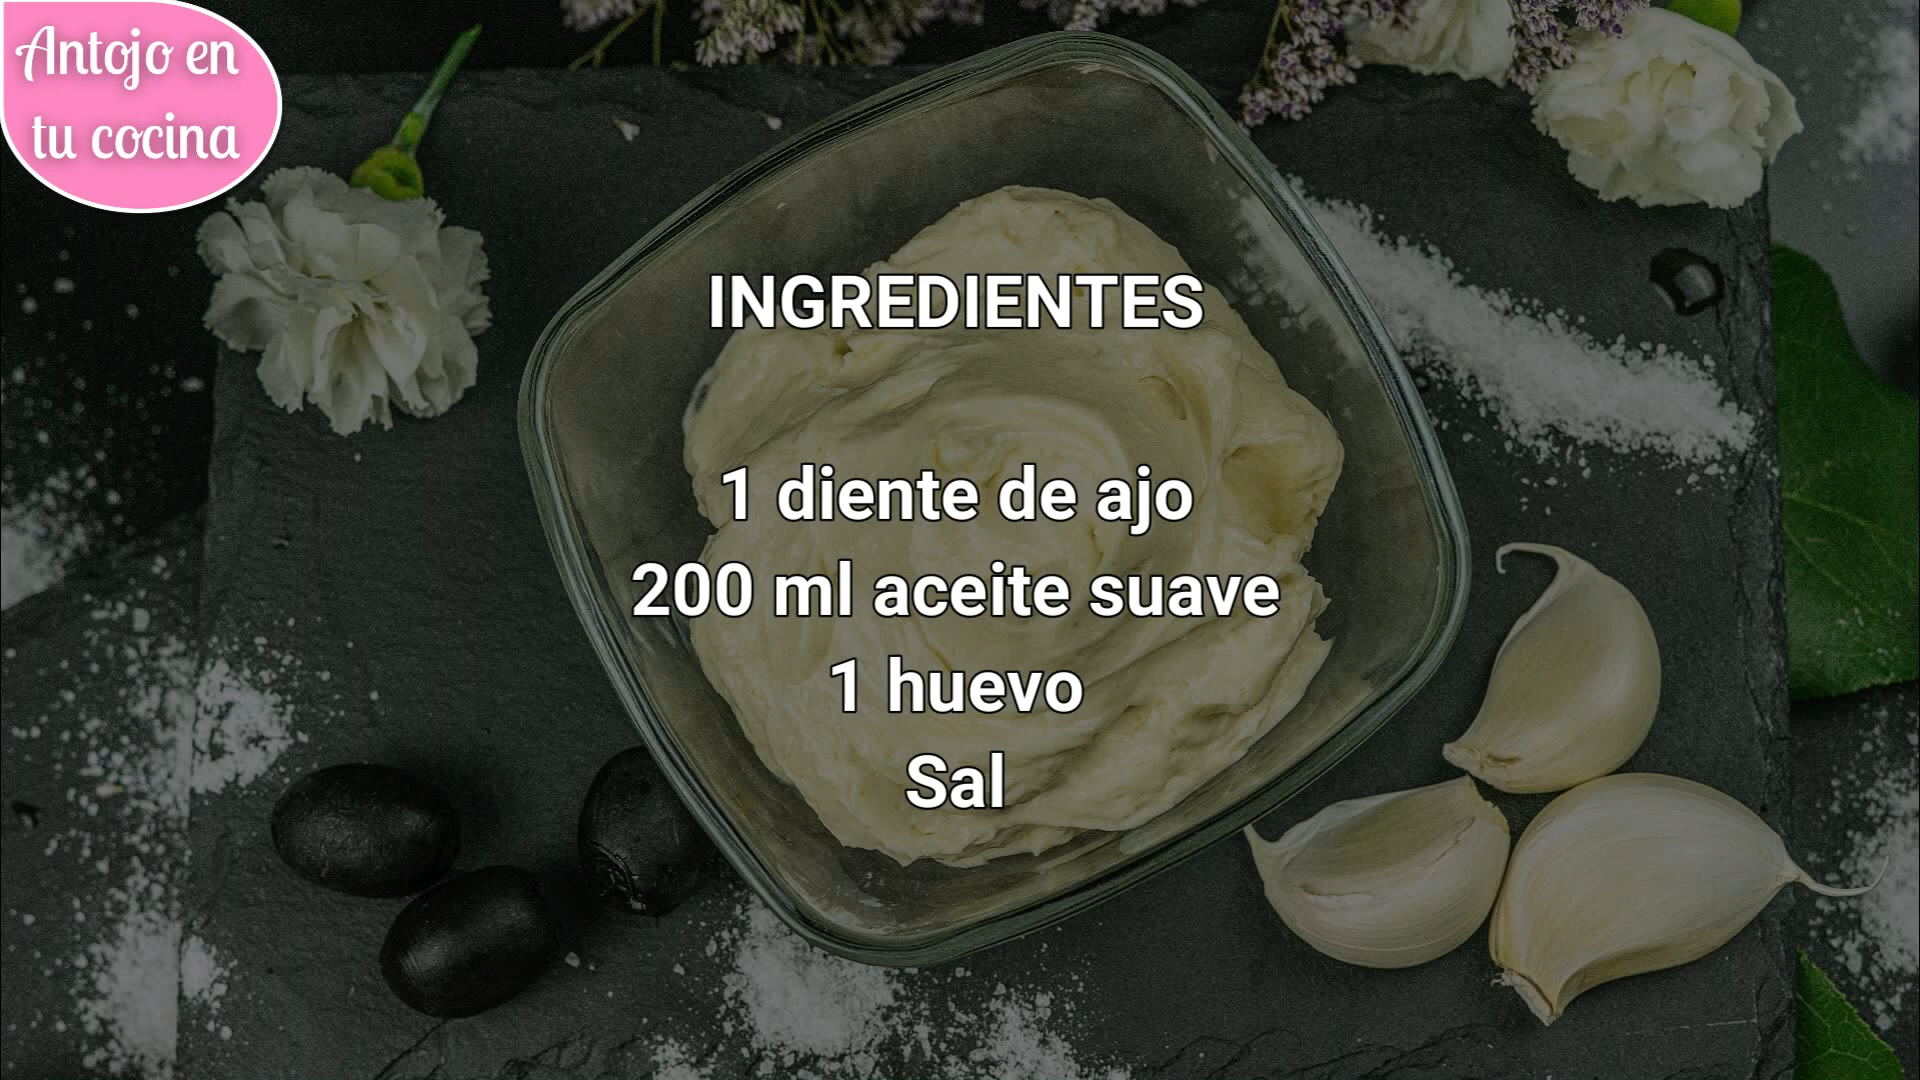 Antojo en
tu cocina
INGREDIENTES
1 diente de ajo
200 ml aceite suave
1 huevo
Sal